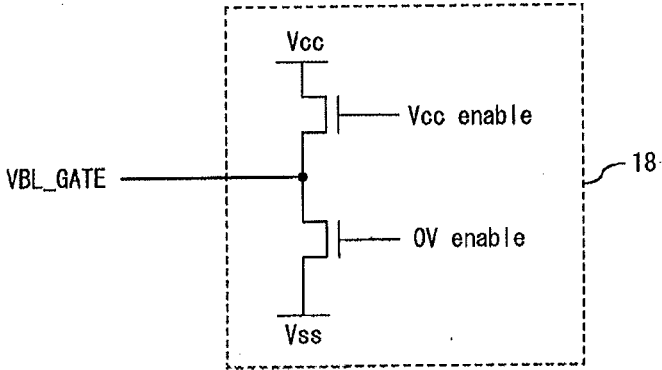 Vcc
Vcc enable
VBL_GATE
18
0V enable
Vss